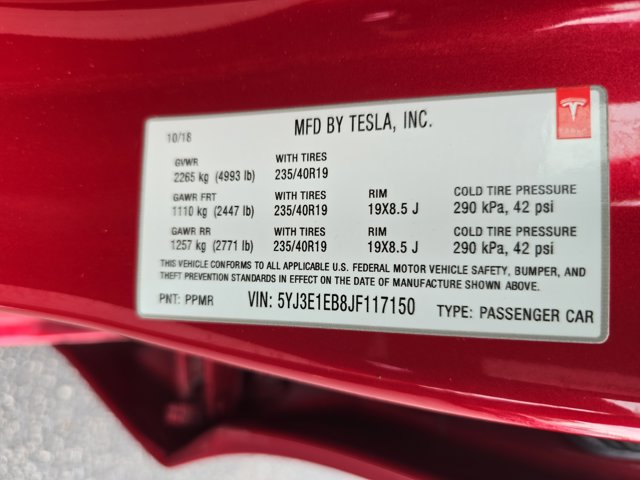 MFD BY TESLA, INC.
10/18
GVWR WITH TIRES
2265 kg (4993 lb) 235/40R19
GAWR FRT WITH TIRES RIM COLD TIRE PRESSURE
1110 kg (2447 lb) 235/40R19 19X8.5 J 290 kPa, 42 psi
GAWR RR WITH TIRES RIM COLD TIRE PRESSURE
1257 kg (2771 lb) 235/40R19 19X8.5 J 290 kPa, 42 psi
THIS VEHICLE CONFORMS TO ALL APPLICABLE U.S. FEDERAL MOTOR VEHICLE SAFETY, BUMPER, AND
THEFT PREVENTION STANDARDS IN EFFECT ON THE DATE OF MANUFACTURE SHOWN ABOVE.
PNT: PPMR VIN: 5YJ3E1EB8JF117150 TYPE: PASSENGER CAR